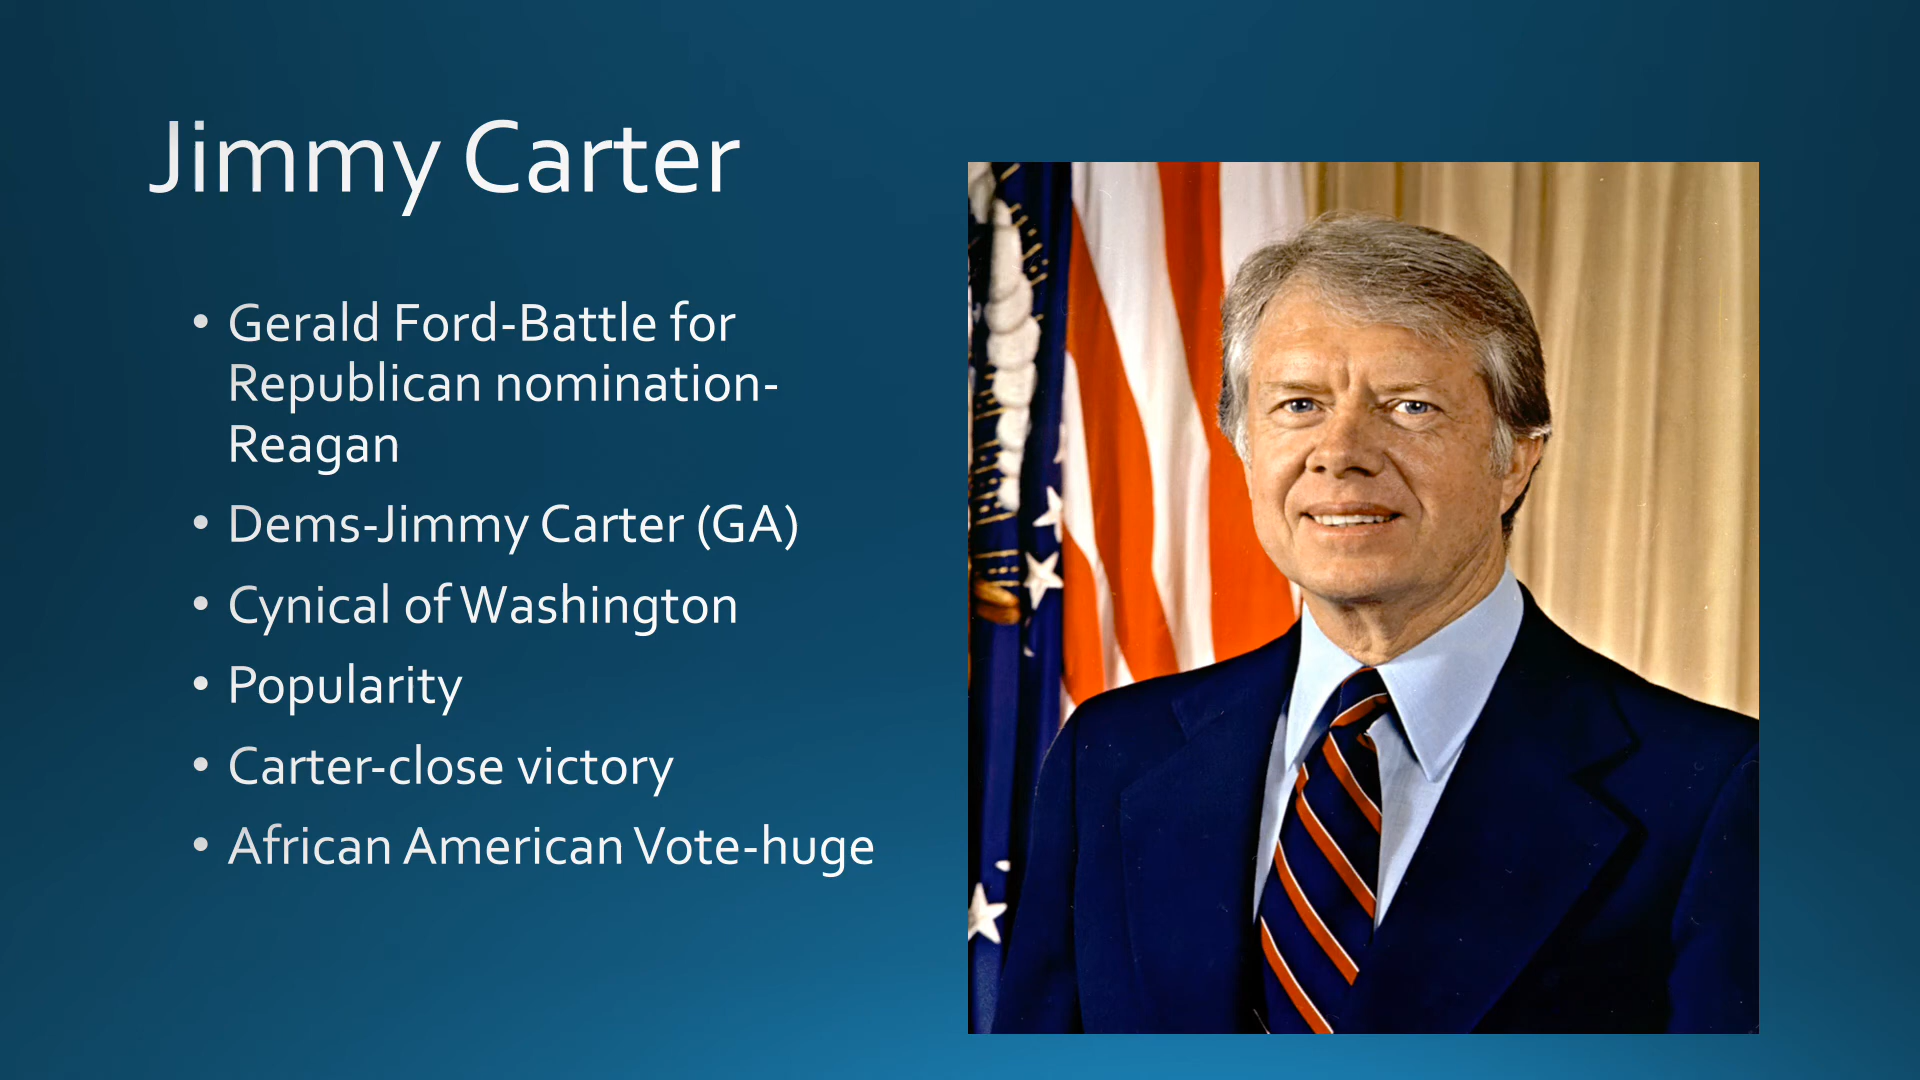 Jimmy Carter
• Gerald Ford-Battle for
Republican nomination-
Reagan
• Dems-Jimmy Carter (GA)
• Cynical of Washington
• Popularity
• Carter-close victory
• African American Vote-huge